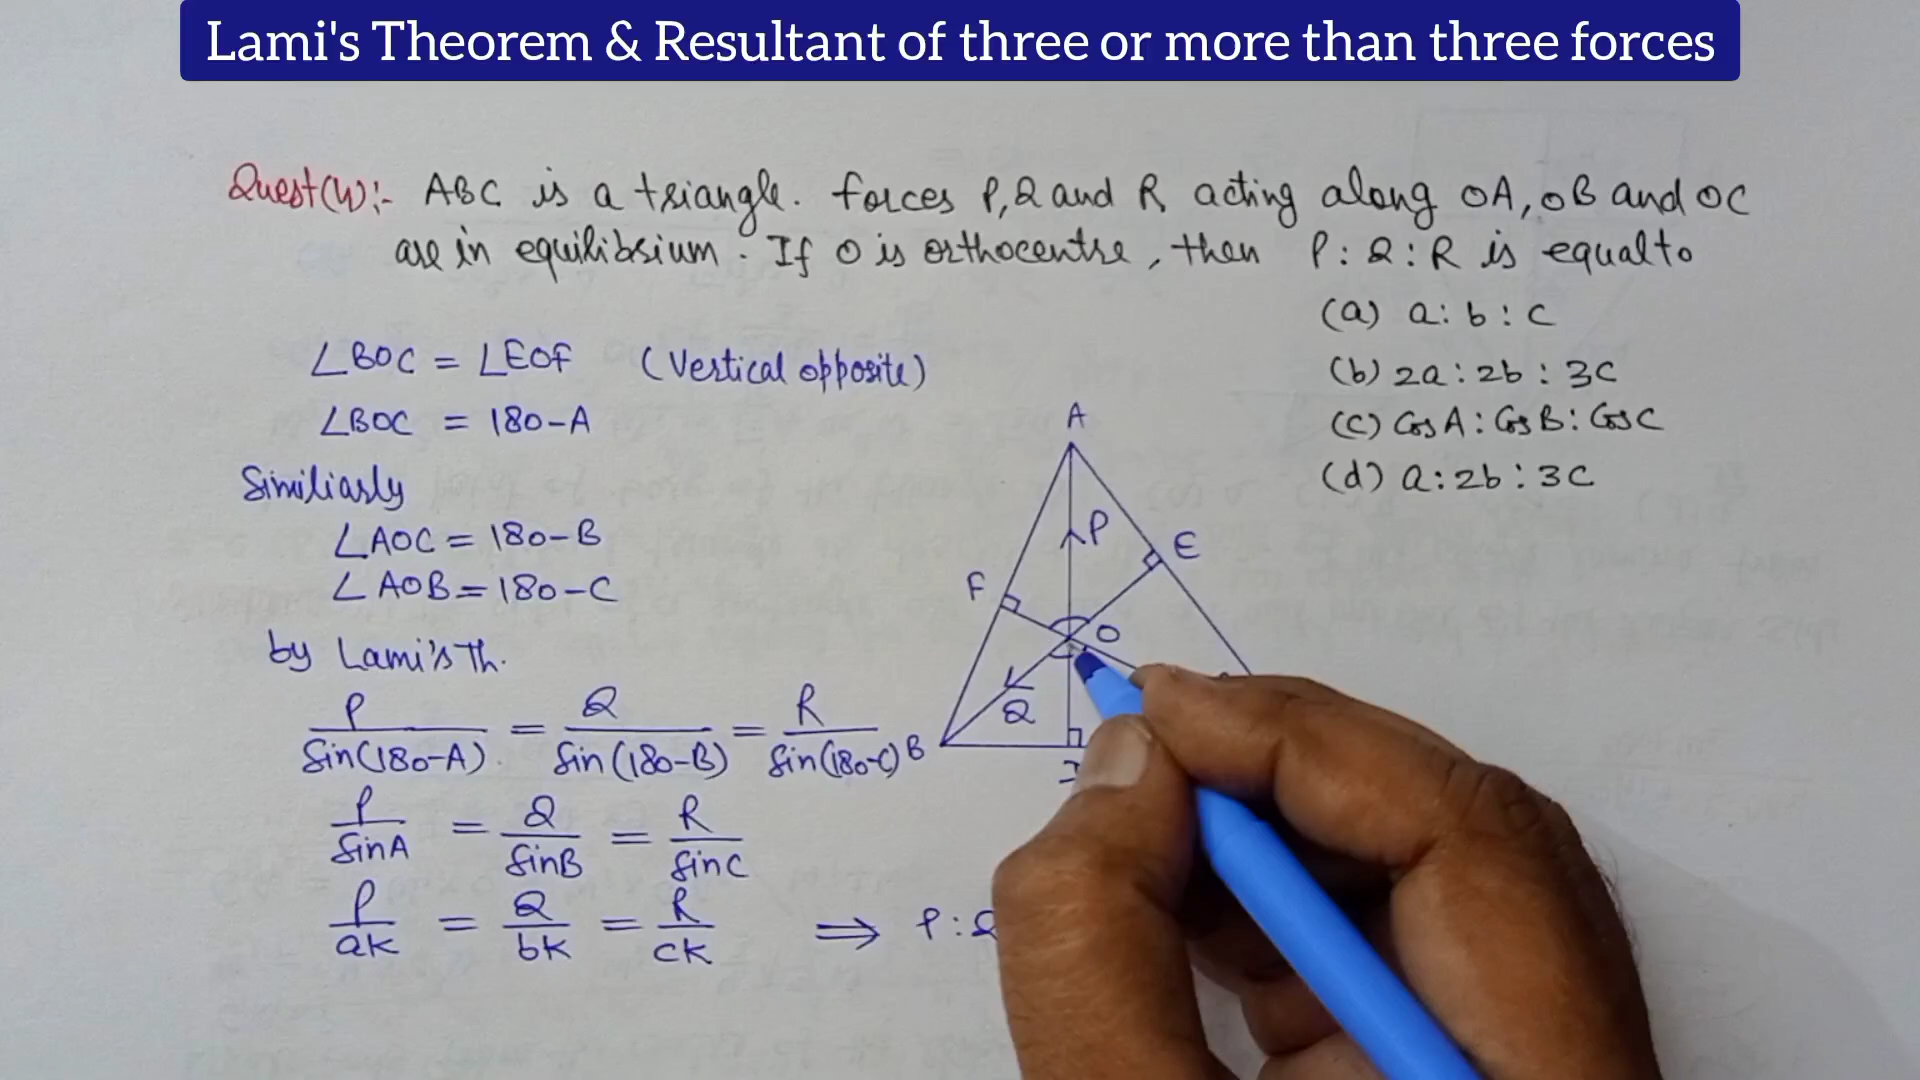 Lami's Theorem & Resultant of three or more than three forces
Quest(4):- ABC is a triangle. forces P, Q and R acting along OA, OB and OC
are in equilibrium. If O is orthocentre, then P : Q : R is equal to
(a) a : b : c
(b) 2a : 2b : 3c
(c) Cos A : Cos B : Cos C
(d) a : 2b : 3c
∠BOC = ∠EOF (Vertical opposite)
∠BOC = 180-A
Similiarly
∠AOC = 180-B
∠AOB = 180-C
by Lami's Th.
P/Sin(180-A) = Q/Sin(180-B) = R/Sin(180-C)
P/SinA = Q/SinB = R/SinC
P/aK = Q/bK = R/cK ⟹ P : Q
A
P
E
F
O
Q
B